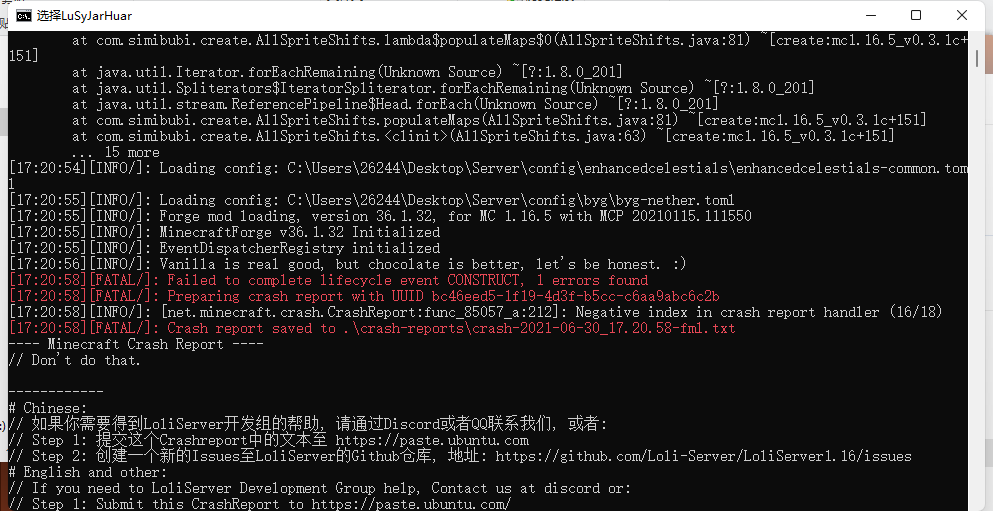 选择LuSyJarHuar
at com.simibubi.create.AllSpriteShifts.lambda$populateMaps$0(AllSpriteShifts.java:81) ~[create:mc1.16.5_v0.3.1c+
151]
at java.util.Iterator.forEachRemaining(Unknown Source) ~[?:1.8.0_201]
at java.util.Spliterators$IteratorSpliterator.forEachRemaining(Unknown Source) ~[?:1.8.0_201]
at java.util.stream.ReferencePipeline$Head.forEach(Unknown Source) ~[?:1.8.0_201]
at com.simibubi.create.AllSpriteShifts.populateMaps(AllSpriteShifts.java:81) ~[create:mc1.16.5_v0.3.1c+151]
at com.simibubi.create.AllSpriteShifts.<clinit>(AllSpriteShifts.java:63) ~[create:mc1.16.5_v0.3.1c+151]
... 15 more
[17:20:54][INFO/]: Loading config: C:\Users\26244\Desktop\Server\config\enhancedcelestials\enhancedcelestials-common.tom
l
[17:20:55][INFO/]: Loading config: C:\Users\26244\Desktop\Server\config\byg\byg-nether.toml
[17:20:55][INFO/]: Forge mod loading, version 36.1.32, for MC 1.16.5 with MCP 20210115.111550
[17:20:55][INFO/]: MinecraftForge v36.1.32 Initialized
[17:20:55][INFO/]: EventDispatcherRegistry initialized
[17:20:56][INFO/]: Vanilla is real good, but chocolate is better, let's be honest. :)
[17:20:58][FATAL/]: Failed to complete lifecycle event CONSTRUCT, 1 errors found
[17:20:58][FATAL/]: Preparing crash report with UUID bc46eed5-1f19-4d3f-b5cc-c6aa9abc6c2b
[17:20:58][INFO/]: [net.minecraft.crash.CrashReport:func_85057_a:212]: Negative index in crash report handler (16/18)
[17:20:58][FATAL/]: Crash report saved to .\crash-reports\crash-2021-06-30_17.20.58-fml.txt
---- Minecraft Crash Report ----
// Don't do that.
------------
# Chinese:
// 如果你需要得到LoliServer开发组的帮助, 请通过Discord或者QQ联系我们, 或者:
// Step 1: 提交这个Crashreport中的文本至 https://paste.ubuntu.com
// Step 2: 创建一个新的Issues至LoliServer的Github仓库, 地址: https://github.com/Loli-Server/LoliServer1.16/issues
# English and other:
// If you need to LoliServer Development Group help, Contact us at discord or:
// Step 1: Submit this CrashReport to https://paste.ubuntu.com/